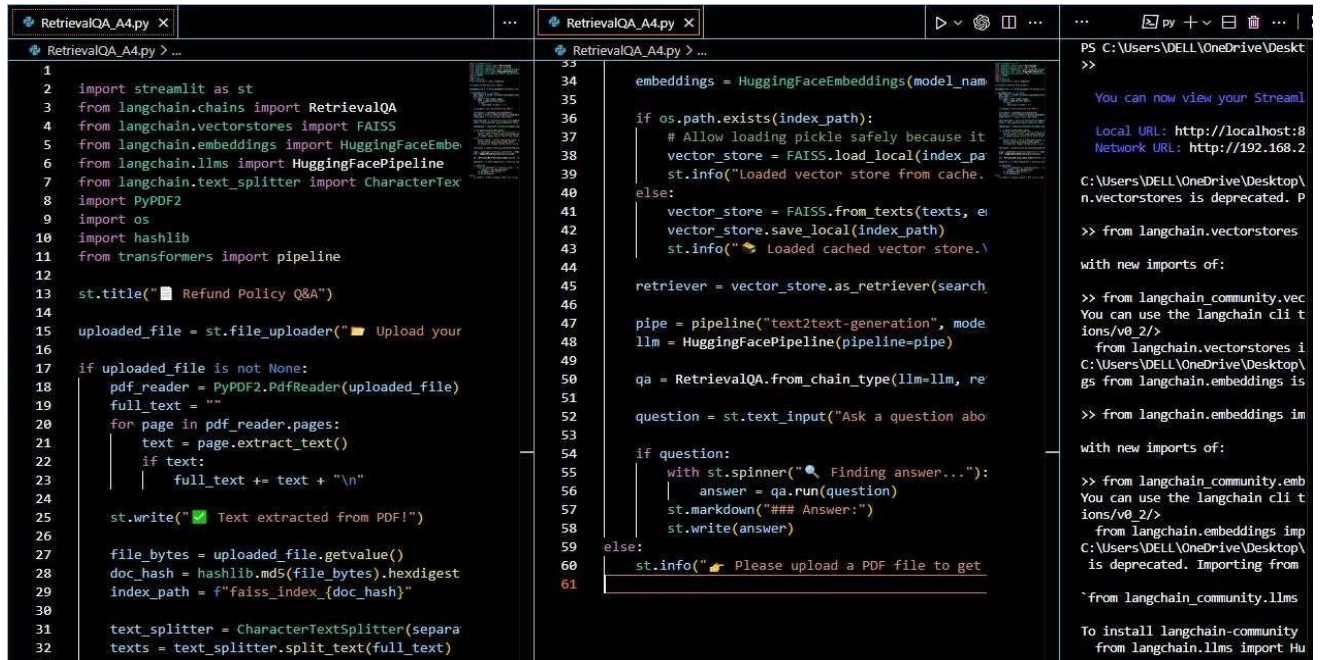 RetrievalQA_A4.py
RetrievalQA_A4.py > ...
1
2 import streamlit as st
3 from langchain.chains import RetrievalQA
4 from langchain.vectorstores import FAISS
5 from langchain.embeddings import HuggingFaceEmbe
6 from langchain.llms import HuggingFacePipeline
7 from langchain.text_splitter import CharacterTex
8 import PyPDF2
9 import os
10 import hashlib
11 from transformers import pipeline
12
13 st.title("📄 Refund Policy Q&A")
14
15 uploaded_file = st.file_uploader("📂 Upload your
16
17 if uploaded_file is not None:
18 pdf_reader = PyPDF2.PdfReader(uploaded_file)
19 full_text = ""
20 for page in pdf_reader.pages:
21 text = page.extract_text()
22 if text:
23 full_text += text + "\n"
24
25 st.write("✅ Text extracted from PDF!")
26
27 file_bytes = uploaded_file.getvalue()
28 doc_hash = hashlib.md5(file_bytes).hexdigest
29 index_path = f"faiss_index_{doc_hash}"
30
31 text_splitter = CharacterTextSplitter(separa
32 texts = text_splitter.split_text(full_text)
RetrievalQA_A4.py
RetrievalQA_A4.py > ...
33
34 embeddings = HuggingFaceEmbeddings(model_nam
35
36 if os.path.exists(index_path):
37 # Allow loading pickle safely because it
38 vector_store = FAISS.load_local(index_pa
39 st.info("Loaded vector store from cache.
40 else:
41 vector_store = FAISS.from_texts(texts, e
42 vector_store.save_local(index_path)
43 st.info(" Loaded cached vector store.\
44
45 retriever = vector_store.as_retriever(search_
46
47 pipe = pipeline("text2text-generation", mode
48 llm = HuggingFacePipeline(pipeline=pipe)
49
50 qa = RetrievalQA.from_chain_type(llm=llm, re
51
52 question = st.text_input("Ask a question abo
53
54 if question:
55 with st.spinner("🔍 Finding answer..."):
56 answer = qa.run(question)
57 st.markdown("### Answer:")
58 st.write(answer)
59 else:
60 st.info("👉 Please upload a PDF file to get
61
py
PS C:\Users\DELL\OneDrive\Deskt
>>
You can now view your Streaml
Local URL: http://localhost:8
Network URL: http://192.168.2
C:\Users\DELL\OneDrive\Desktop\
n.vectorstores is deprecated. P
>> from langchain.vectorstores
with new imports of:
>> from langchain_community.vec
You can use the langchain cli t
ions/v0_2/>
from langchain.vectorstores i
C:\Users\DELL\OneDrive\Desktop\
gs from langchain.embeddings is
>> from langchain.embeddings im
with new imports of:
>> from langchain_community.emb
You can use the langchain cli t
ions/v0_2/>
from langchain.embeddings imp
C:\Users\DELL\OneDrive\Desktop\
is deprecated. Importing from
`from langchain_community.llms
To install langchain-community
from langchain.llms import Hu